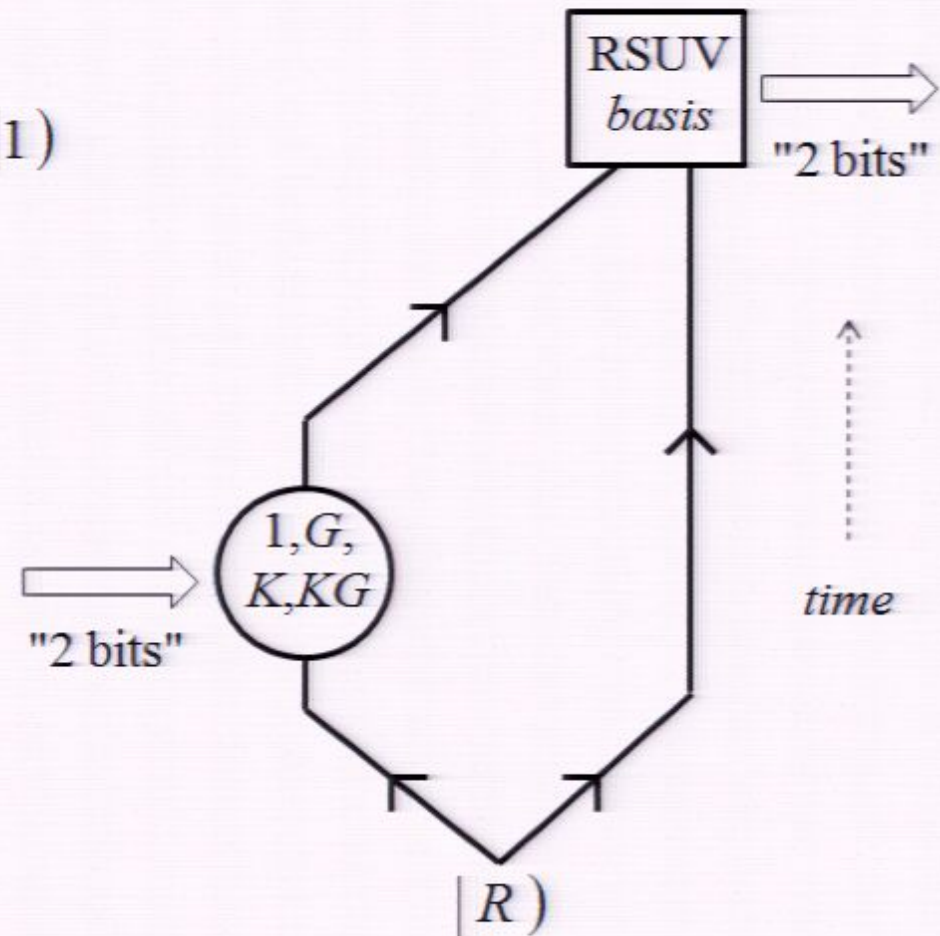 RSUV
basis
1)
"2 bits"
1,G,
K,KG
"2 bits"
time
|R)